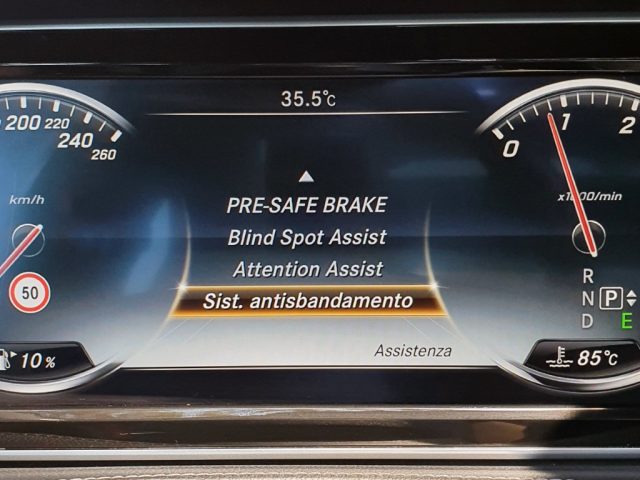 35.5°C
200 220
240
260
km/h
50
10 %
PRE-SAFE BRAKE
Blind Spot Assist
Attention Assist
Sist. antisbandamento
Assistenza
0 1 2
x1000/min
R
N P
D E
85°C